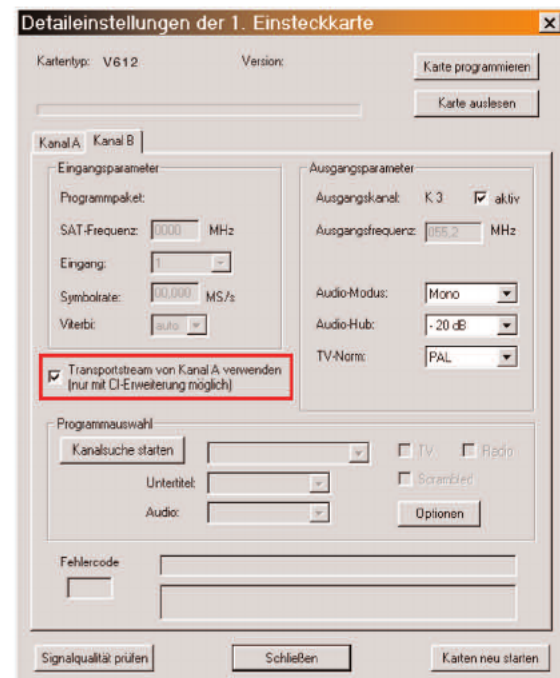 Detaileinstellungen der 1. Einsteckkarte
Kartentyp: V612 Version:
Karte programmieren
Karte auslesen
Kanal A Kanal B
Eingangsparameter
Programmpaket:
SAT-Frequenz: 0000 MHz
Eingang: 1
Symbolrate: 00,000 MS/s
Viterbi: auto
Ausgangsparameter
Ausgangskanal: K 3 aktiv
Ausgangsfrequenz: 055,2 MHz
Audio-Modus: Mono
Audio-Hub: - 20 dB
TV-Norm: PAL
Transportstream von Kanal A verwenden
(nur mit CI-Erweiterung möglich)
Programmauswahl
Kanalsuche starten
TV Radio
Untertitel:
Scrambled
Audio:
Optionen
Fehlercode
Signalqualität prüfen
Schließen
Karten neu starten